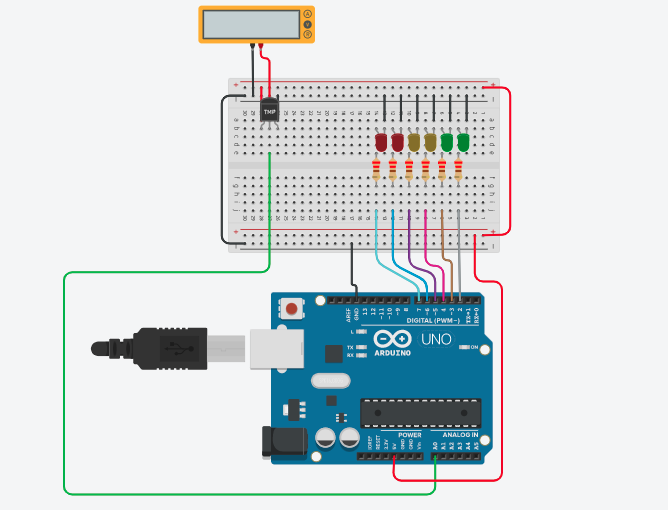 A
V
R
TMP
a b c d e
f g h i j
AREF
GND
13
12
~11
~10
~9
8
7
~6
~5
4
~3
2
TX→1
RX←0
DIGITAL (PWM~)
L
TX
RX
UNO
ARDUINO
ON
POWER
ANALOG IN
IOREF
RESET
3.3V
5V
GND
GND
Vin
A0
A1
A2
A3
A4
A5